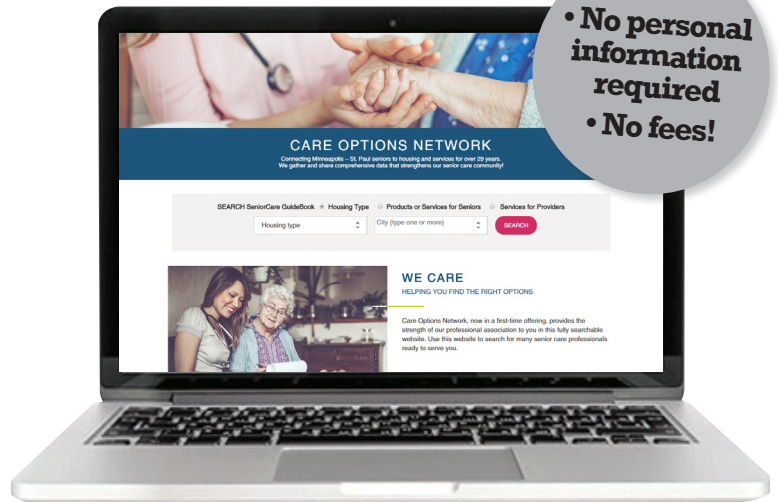 • No personal
information
required
• No fees!
CARE OPTIONS NETWORK
Connecting Minneapolis – St. Paul seniors to housing and services for over 29 years.
We gather and share comprehensive data that strengthens our senior care community!
SEARCH SeniorCare GuideBook Housing Type Products or Services for Seniors Services for Providers
Housing type City (type one or more) SEARCH
WE CARE
HELPING YOU FIND THE RIGHT OPTIONS
Care Options Network, now in a first-time offering, provides the
strength of our professional association to you in this fully searchable
website. Use this website to search for many senior care professionals
ready to serve you.